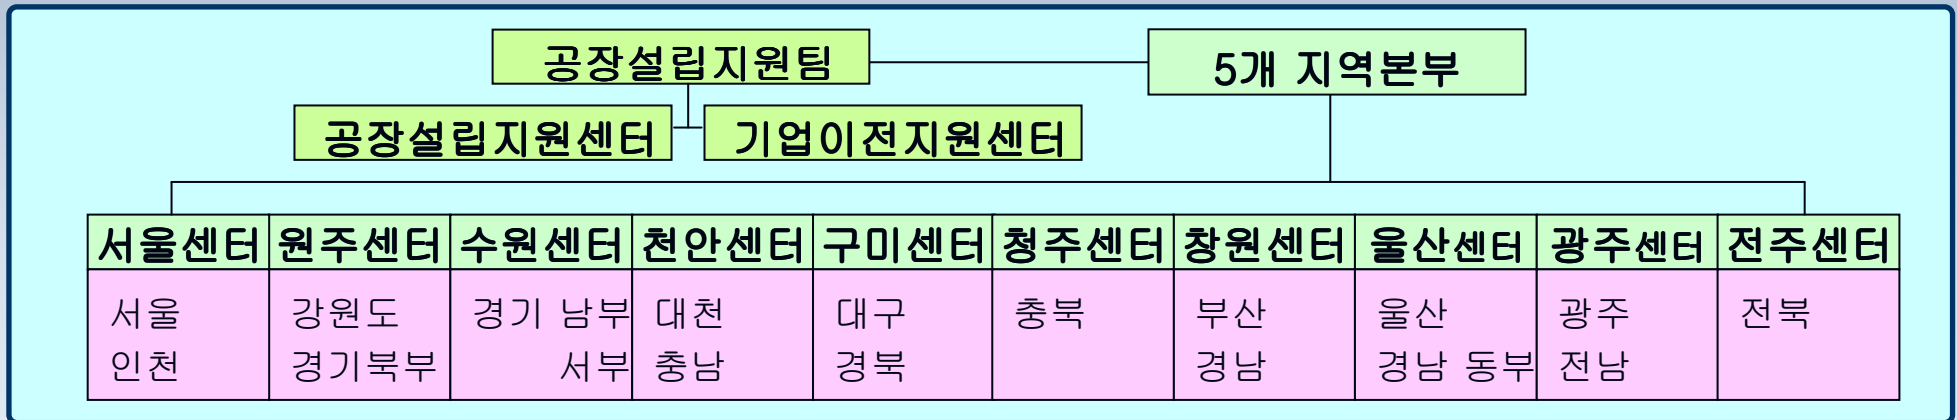 공장설립지원팀 5개 지역본부
공장설립지원센터 기업이전지원센터
서울센터 원주센터 수원센터 천안센터 구미센터 청주센터 창원센터 울산센터 광주센터 전주센터
서울 강원도 경기 남부 대천 대구 충북 부산 울산 광주 전북
인천 경기북부 서부 충남 경북 경남 경남 동부 전남